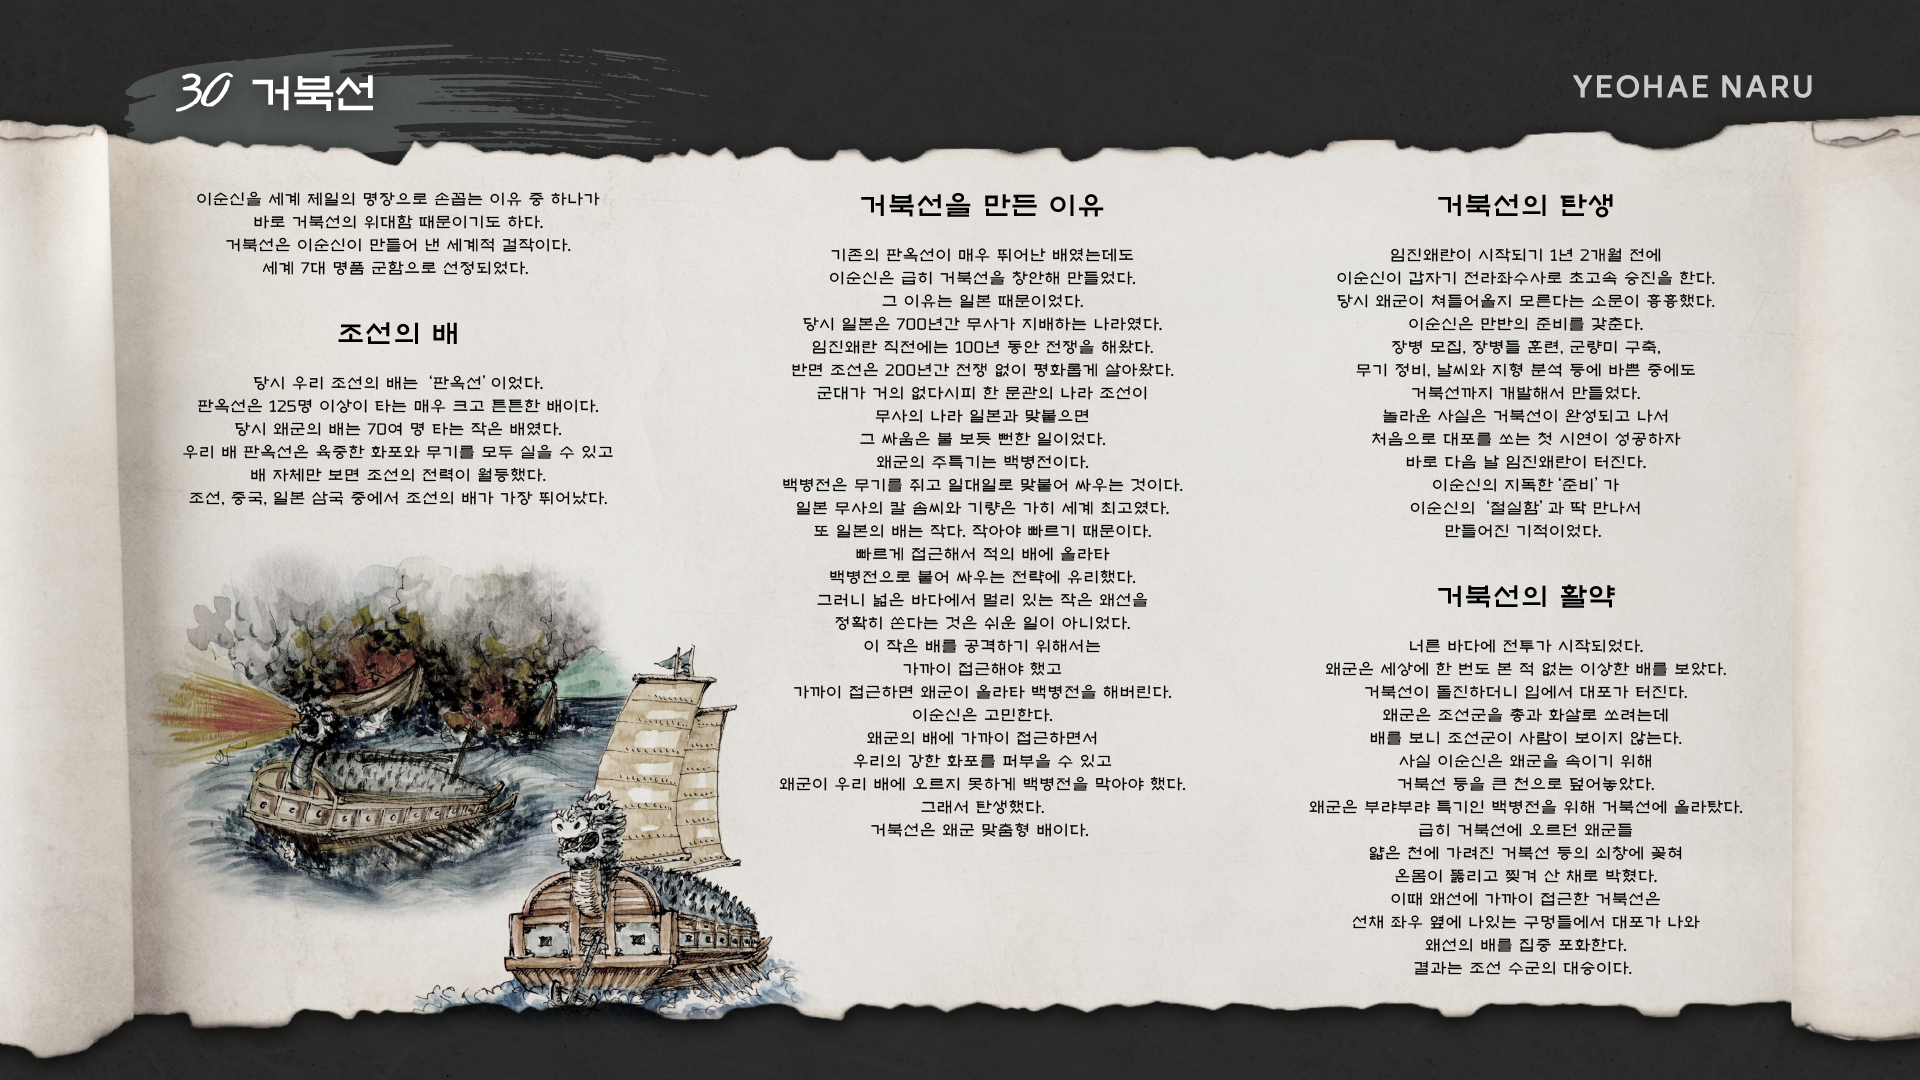 30 거북선
YEOHAE NARU
이순신을 세계 제일의 명장으로 손꼽는 이유 중 하나가
바로 거북선의 위대함 때문이기도 하다.
거북선은 이순신이 만들어 낸 세계적 걸작이다.
세계 7대 명품 군함으로 선정되었다.
조선의 배
당시 우리 조선의 배는 ‘판옥선’ 이었다.
판옥선은 125명 이상이 타는 매우 크고 튼튼한 배이다.
당시 왜군의 배는 70여 명 타는 작은 배였다.
우리 배 판옥선은 육중한 화포와 무기를 모두 실을 수 있고
배 자체만 보면 조선의 전력이 월등했다.
조선, 중국, 일본 삼국 중에서 조선의 배가 가장 뛰어났다.
거북선을 만든 이유
기존의 판옥선이 매우 뛰어난 배였는데도
이순신은 급히 거북선을 창안해 만들었다.
그 이유는 일본 때문이었다.
당시 일본은 700년간 무사가 지배하는 나라였다.
임진왜란 직전에는 100년 동안 전쟁을 해왔다.
반면 조선은 200년간 전쟁 없이 평화롭게 살아왔다.
군대가 거의 없다시피 한 문관의 나라 조선이
무사의 나라 일본과 맞붙으면
그 싸움은 불 보듯 뻔한 일이었다.
왜군의 주특기는 백병전이다.
백병전은 무기를 쥐고 일대일로 맞붙어 싸우는 것이다.
일본 무사의 칼 솜씨와 기량은 가히 세계 최고였다.
또 일본의 배는 작다. 작아야 빠르기 때문이다.
빠르게 접근해서 적의 배에 올라타
백병전으로 붙어 싸우는 전략에 유리했다.
그러니 넓은 바다에서 멀리 있는 작은 왜선을
정확히 쏜다는 것은 쉬운 일이 아니었다.
이 작은 배를 공격하기 위해서는
가까이 접근해야 했고
가까이 접근하면 왜군이 올라타 백병전을 해버린다.
이순신은 고민한다.
왜군의 배에 가까이 접근하면서
우리의 강한 화포를 퍼부을 수 있고
왜군이 우리 배에 오르지 못하게 백병전을 막아야 했다.
그래서 탄생했다.
거북선은 왜군 맞춤형 배이다.
거북선의 탄생
임진왜란이 시작되기 1년 2개월 전에
이순신이 갑자기 전라좌수사로 초고속 승진을 한다.
당시 왜군이 쳐들어올지 모른다는 소문이 흉흉했다.
이순신은 만반의 준비를 갖춘다.
장병 모집, 장병들 훈련, 군량미 구축,
무기 정비, 날씨와 지형 분석 등에 바쁜 중에도
거북선까지 개발해서 만들었다.
놀라운 사실은 거북선이 완성되고 나서
처음으로 대포를 쏘는 첫 시연이 성공하자
바로 다음 날 임진왜란이 터진다.
이순신의 지독한 ‘준비’ 가
이순신의 ‘절실함’ 과 딱 만나서
만들어진 기적이었다.
거북선의 활약
너른 바다에 전투가 시작되었다.
왜군은 세상에 한 번도 본 적 없는 이상한 배를 보았다.
거북선이 돌진하더니 입에서 대포가 터진다.
왜군은 조선군을 총과 화살로 쏘려는데
배를 보니 조선군이 사람이 보이지 않는다.
사실 이순신은 왜군을 속이기 위해
거북선 등을 큰 천으로 덮어놓았다.
왜군은 부랴부랴 특기인 백병전을 위해 거북선에 올라탔다.
급히 거북선에 오르던 왜군들
얇은 천에 가려진 거북선 등의 쇠창에 꽂혀
온몸이 뚫리고 찢겨 산 채로 박혔다.
이때 왜선에 가까이 접근한 거북선은
선채 좌우 옆에 나있는 구멍들에서 대포가 나와
왜선의 배를 집중 포화한다.
결과는 조선 수군의 대승이다.